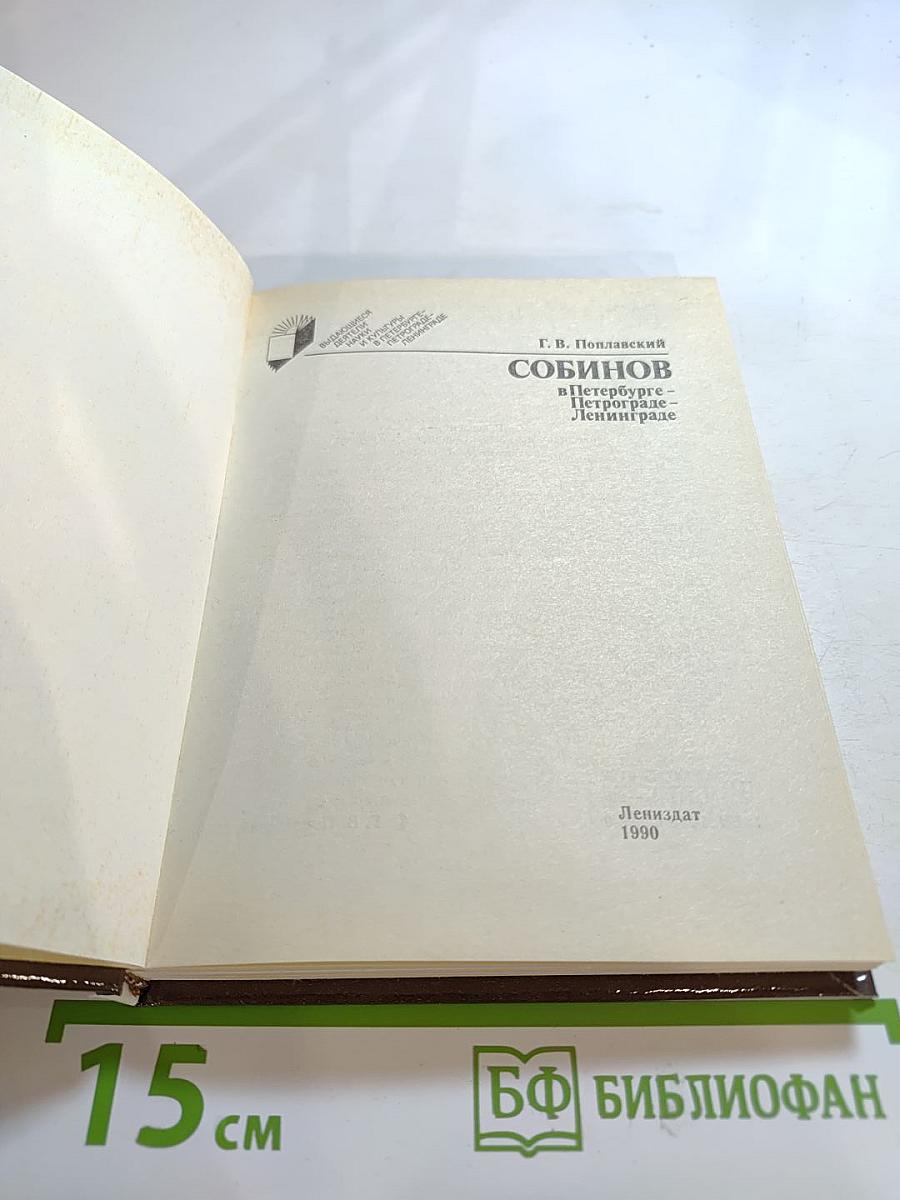 ВЫДАЮЩИЕСЯ
ДЕЯТЕЛИ
НАУКИ
И КУЛЬТУРЫ
В ПЕТЕРБУРГЕ–
ПЕТРОГРАДЕ–
ЛЕНИНГРАДЕ
Г. В. Поплавский
СОБИНОВ
в Петербурге –
Петрограде –
Ленинграде
Лениздат
1990
15 см
БФ БИБЛИОФАН